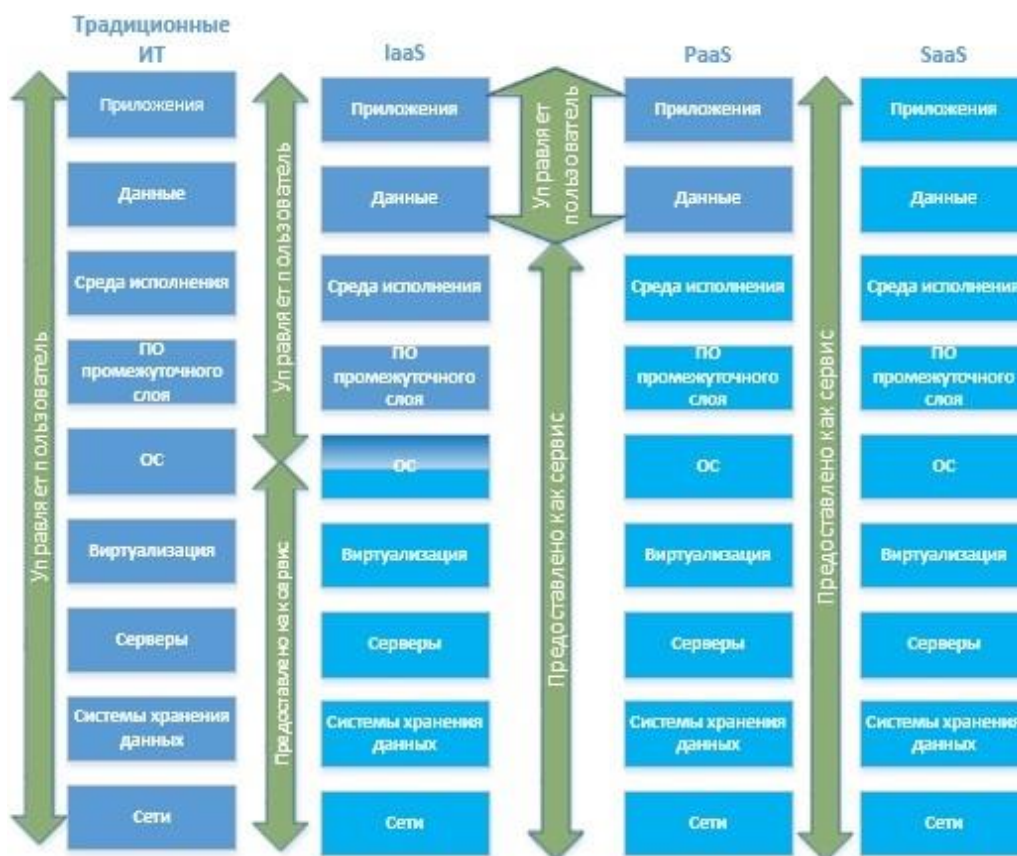 Традиционные
ИТ
Управляет пользователь
Приложения
Данные
Среда исполнения
ПО
промежуточного
слоя
ОС
Виртуализация
Серверы
Системы хранения
данных
Сети
IaaS
Управляет пользователь
Предоставлено как сервис
Приложения
Данные
Среда исполнения
ПО
промежуточного
слоя
ОС
Виртуализация
Серверы
Системы хранения
данных
Сети
PaaS
Управляет
пользователь
Предоставлено как сервис
Приложения
Данные
Среда исполнения
ПО
промежуточного
слоя
ОС
Виртуализация
Серверы
Системы хранения
данных
Сети
SaaS
Предоставлено как сервис
Приложения
Данные
Среда исполнения
ПО
промежуточного
слоя
ОС
Виртуализация
Серверы
Системы хранения
данных
Сети